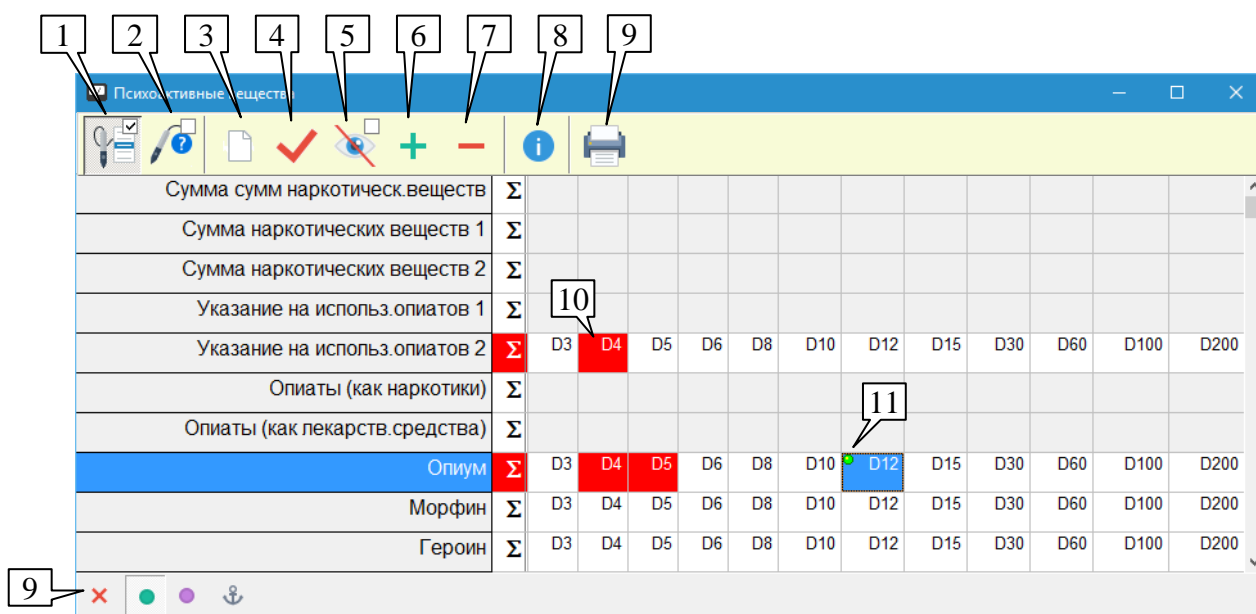 1 2 3 4 5 6 7 8 9
Психоактивные вещества
Сумма сумм наркотическ.веществ Σ
Сумма наркотических веществ 1 Σ
Сумма наркотических веществ 2 Σ
Указание на использ.опиатов 1 Σ
10
Указание на использ.опиатов 2 Σ D3 D4 D5 D6 D8 D10 D12 D15 D30 D60 D100 D200
Опиаты (как наркотики) Σ
11
Опиаты (как лекарств.средства) Σ
Опиум Σ D3 D4 D5 D6 D8 D10 D12 D15 D30 D60 D100 D200
Морфин Σ D3 D4 D5 D6 D8 D10 D12 D15 D30 D60 D100 D200
Героин Σ D3 D4 D5 D6 D8 D10 D12 D15 D30 D60 D100 D200
9